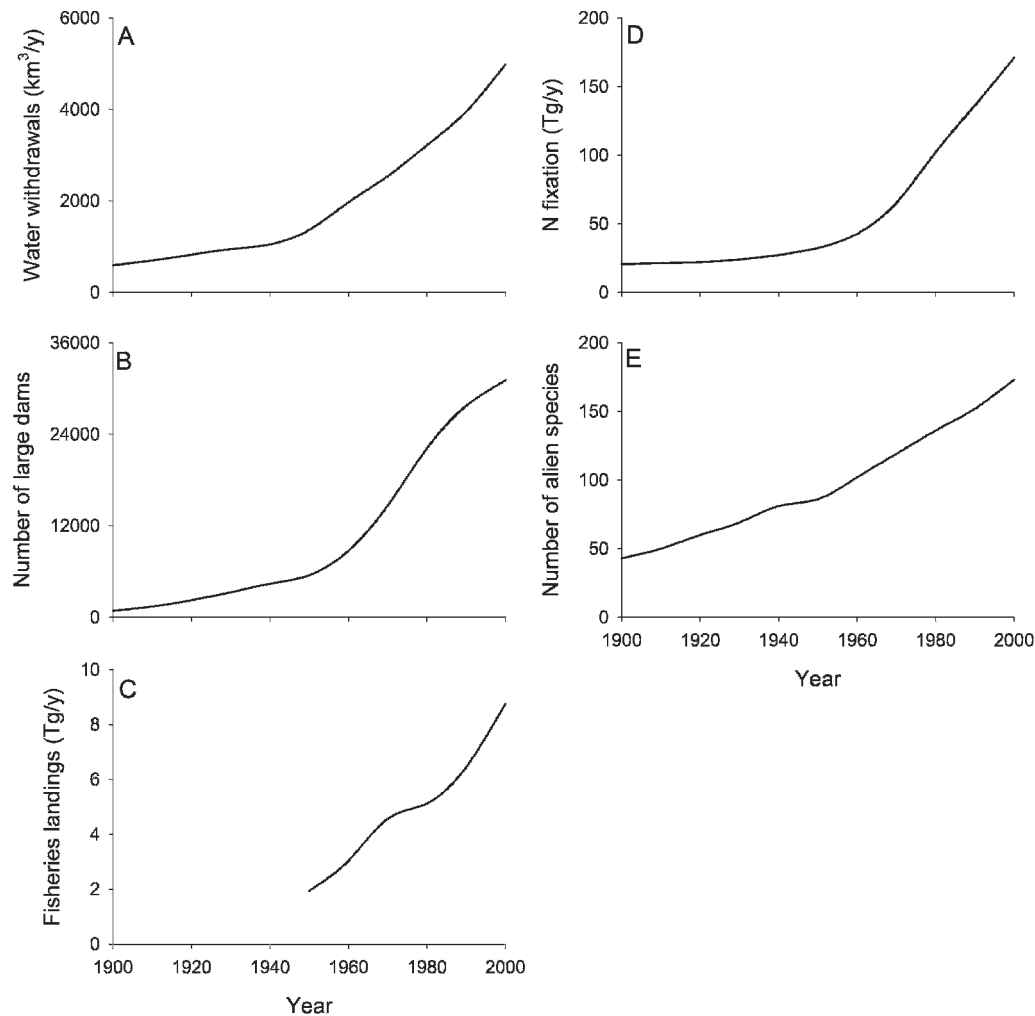 A
Water withdrawals (km³/y)
6000
4000
2000
0
B
Number of large dams
36000
24000
12000
0
C
Fisheries landings (Tg/y)
10
8
6
4
2
0
1900 1920 1940 1960 1980 2000
Year
D
N fixation (Tg/y)
200
150
100
50
0
E
Number of alien species
200
150
100
50
0
1900 1920 1940 1960 1980 2000
Year